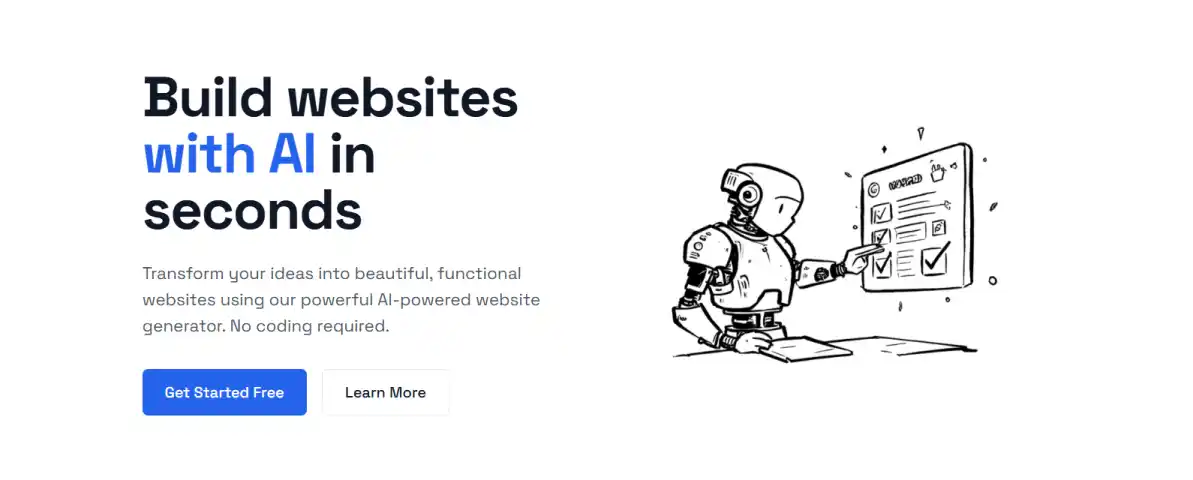 Build websites
with AI in
seconds
Transform your ideas into beautiful, functional
websites using our powerful AI-powered website
generator. No coding required.
Get Started Free
Learn More